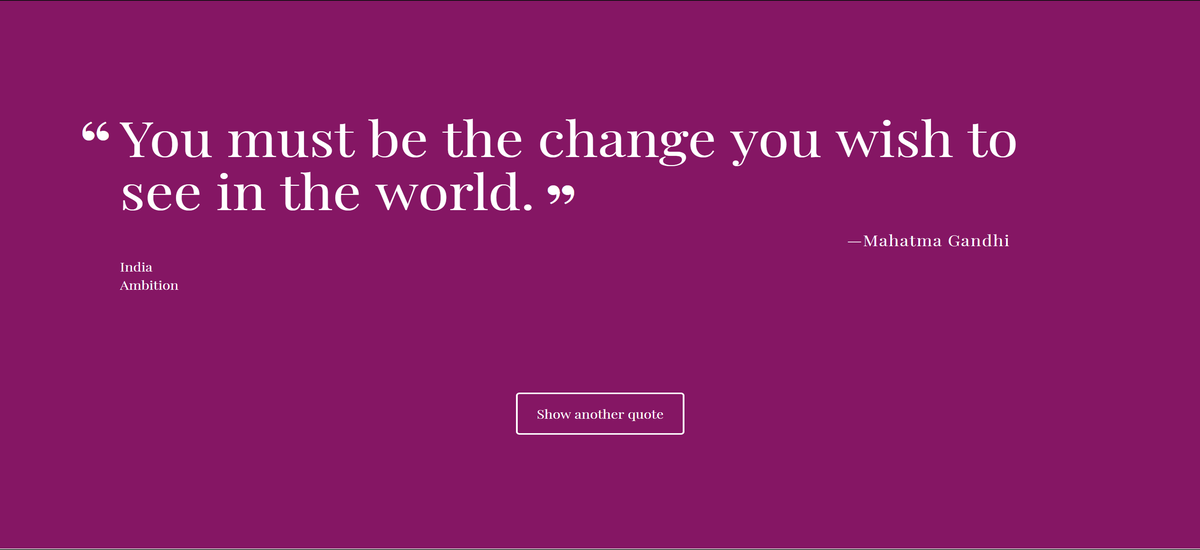 “ You must be the change you wish to
see in the world. ”
—Mahatma Gandhi
India
Ambition
Show another quote